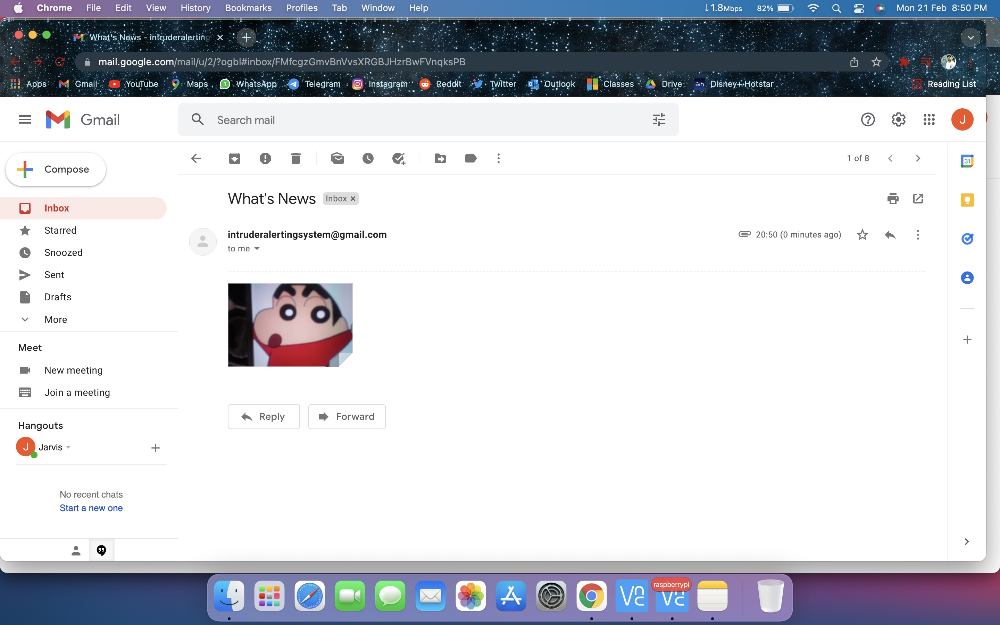 Chrome File Edit View History Bookmarks Profiles Tab Window Help ↓1.8Mbps 82% Mon 21 Feb 8:50 PM
What's News - intruderalerting
mail.google.com/mail/u/2/?ogbl#inbox/FMfcgzGmvBnVvsXRGBJHzrBwFVnqksPB
Apps Gmail YouTube Maps 1 WhatsApp Telegram Instagram Reddit Twitter Outlook Classes Drive Disney+ Hotstar Reading List
Gmail Search mail J
Compose 1 of 8 31
What's News Inbox ×
Inbox
Starred
intruderalertingsystem@gmail.com 20:50 (0 minutes ago)
to me
Snoozed
Sent
Drafts
More
Meet
New meeting
Join a meeting
Reply Forward
Hangouts
J Jarvis
No recent chats
Start a new one
raspberrypi